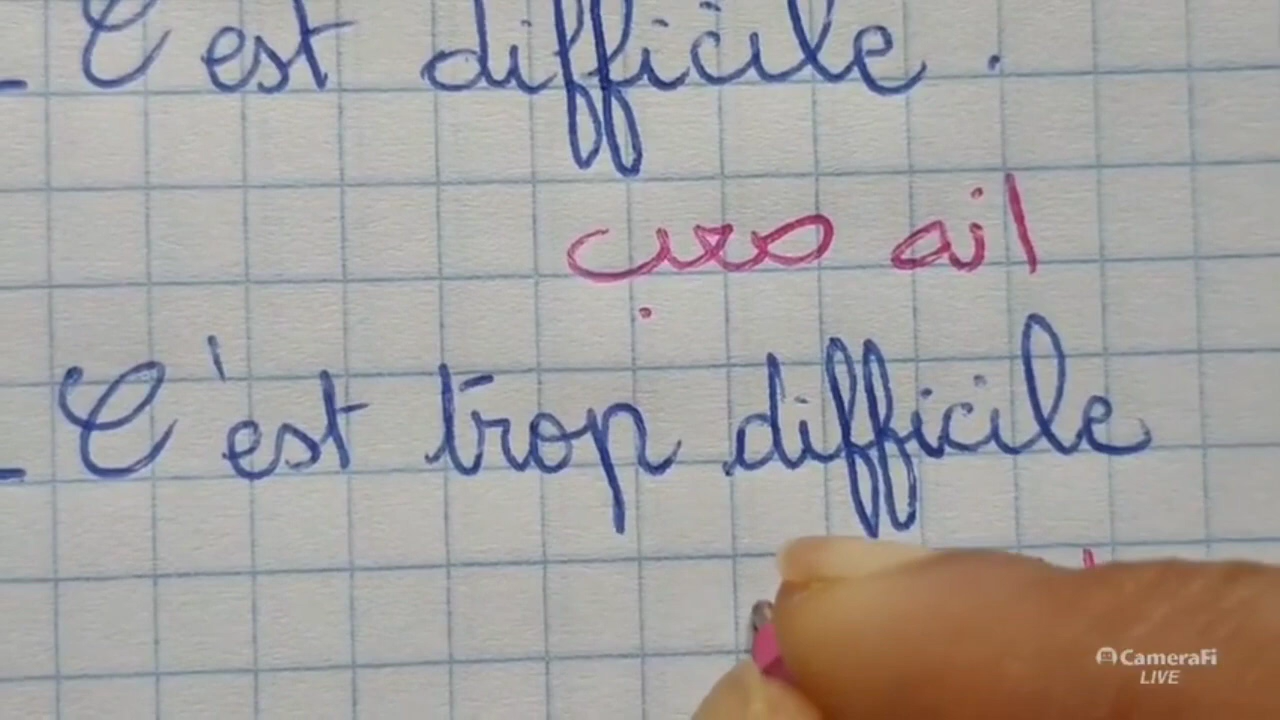 - C'est difficile.
انه صعب
- C'est trop difficile
CameraFi
LIVE